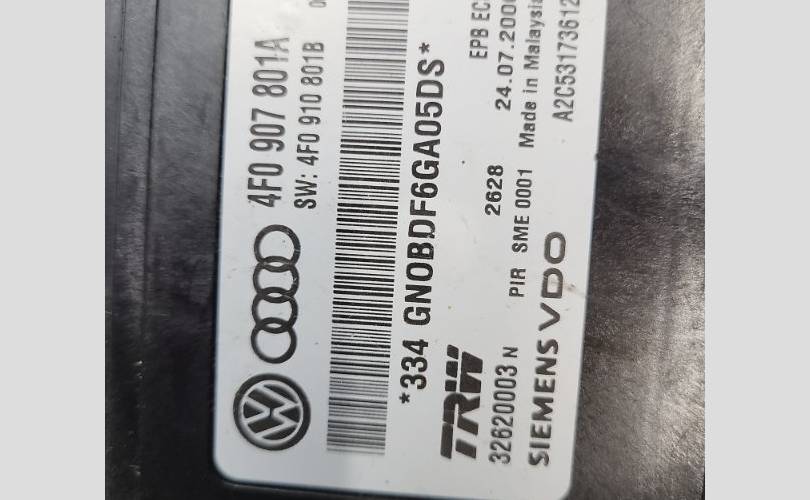 4F0 907 801A
SW: 4F0 910 801B
*334 GN0BDF6GA05DS*
TRW
EPB EC
32620003 N
2628
24.07.200
PIR SME 0001
Made in Malaysia
SIEMENS VDO
A2C53173612